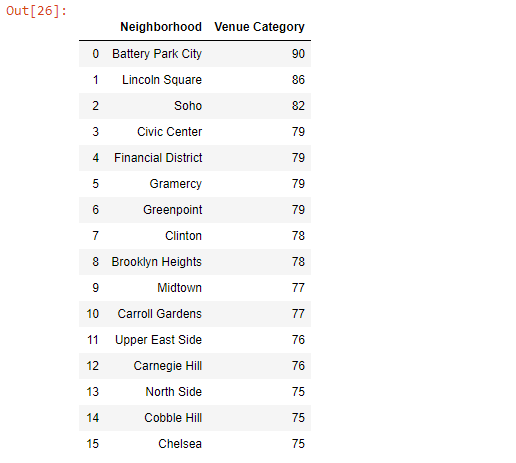 Out[26]:
Neighborhood Venue Category
0 Battery Park City 90
1 Lincoln Square 86
2 Soho 82
3 Civic Center 79
4 Financial District 79
5 Gramercy 79
6 Greenpoint 79
7 Clinton 78
8 Brooklyn Heights 78
9 Midtown 77
10 Carroll Gardens 77
11 Upper East Side 76
12 Carnegie Hill 76
13 North Side 75
14 Cobble Hill 75
15 Chelsea 75